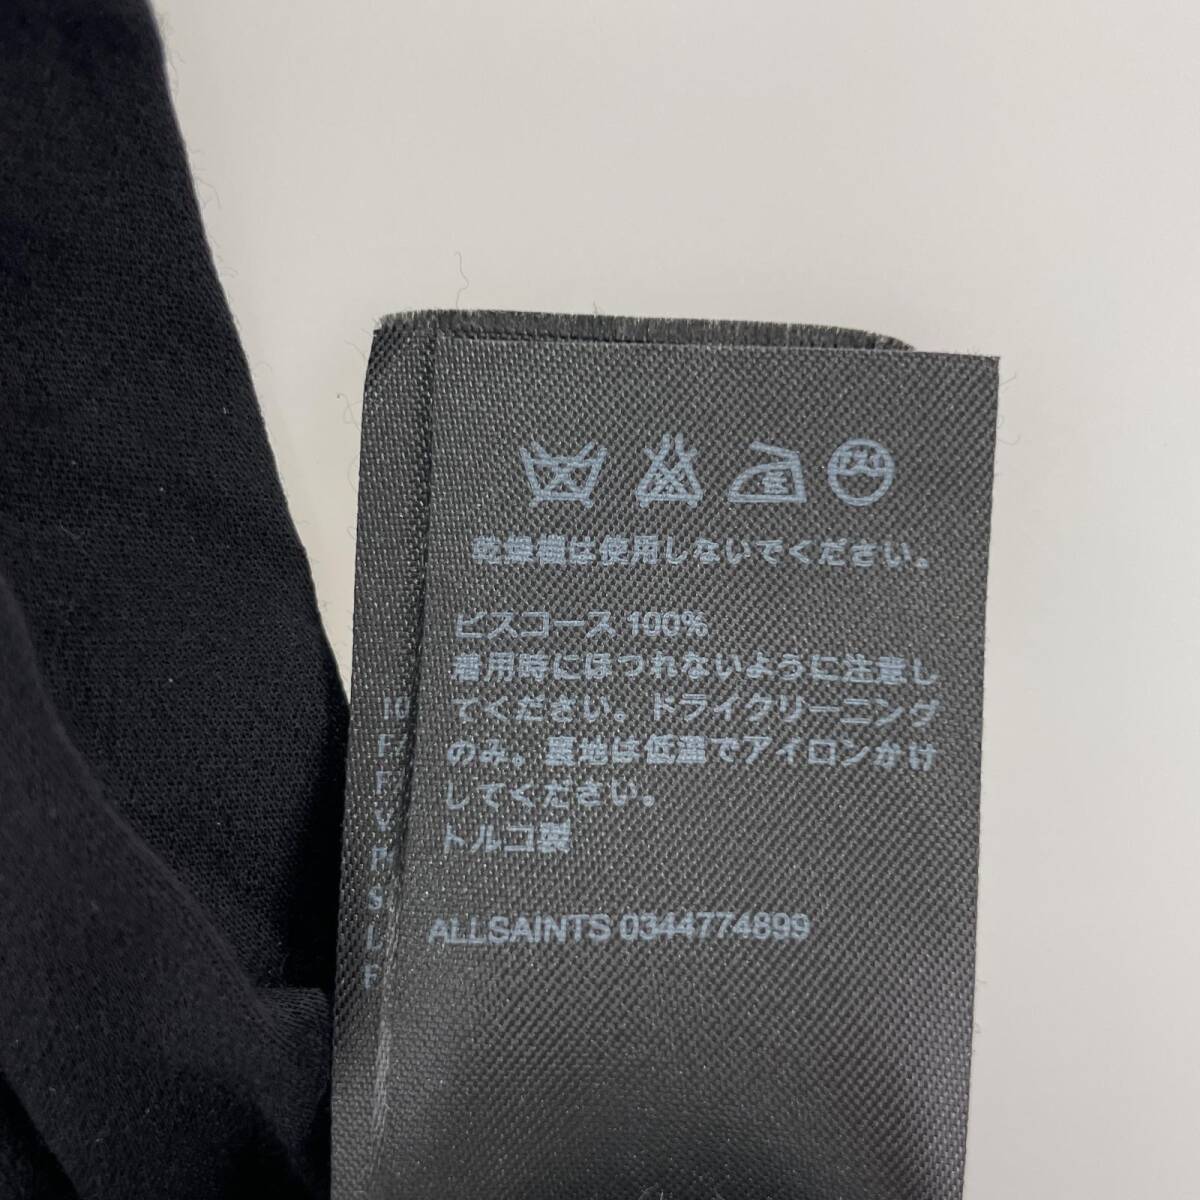 乾燥機は使用しないでください。
ビスコース 100%
着用時にほつれないように注意し
てください。ドライクリーニング
のみ。裏地は低温でアイロンがけ
してください。
トルコ製
ALLSAINTS 0344774899
10
F
V
P
S
L
F